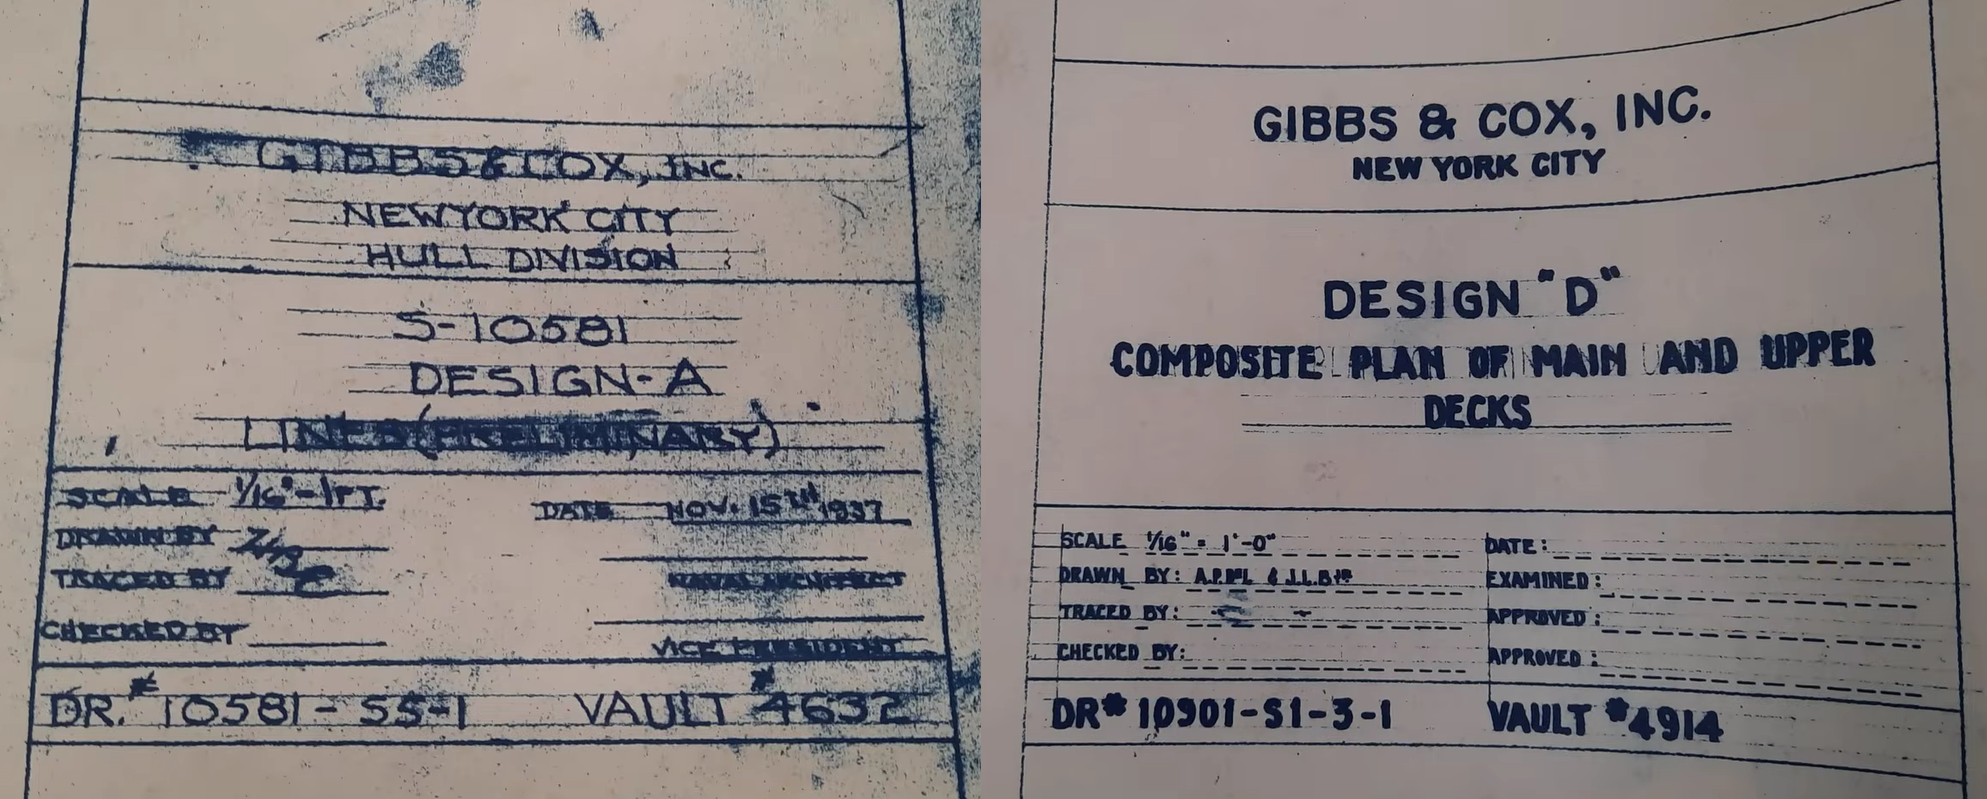 GIBBS & COX, INC.
NEW YORK CITY
HULL DIVISION
S-10581
DESIGN-A
LINES (PRELIMINARY)
SCALE 1/16"-1FT.
DATE NOV. 15TH 1937
DRAWN BY
TRACED BY
NAVAL ARCHITECT
CHECKED BY
VICE PRESIDENT
DR.# 10581-S5-1 VAULT #4632
GIBBS & COX, INC.
NEW YORK CITY
DESIGN "D"
COMPOSITE PLAN OF MAIN AND UPPER
DECKS
SCALE 1/16" = 1'-0" DATE:
DRAWN BY: EXAMINED:
TRACED BY: APPROVED:
CHECKED BY: APPROVED:
DR# 10901-S1-3-1 VAULT #4914